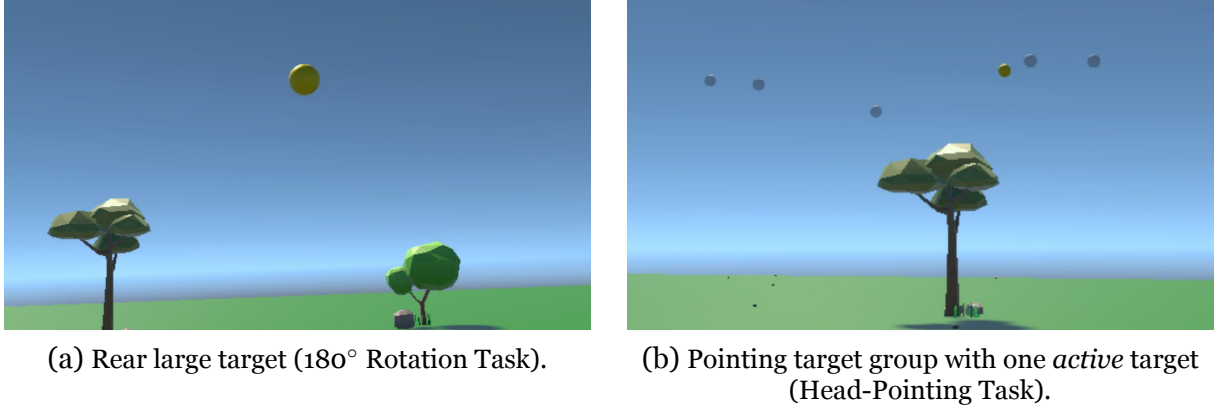 (a) Rear large target (180° Rotation Task).
(b) Pointing target group with one active target
(Head-Pointing Task).